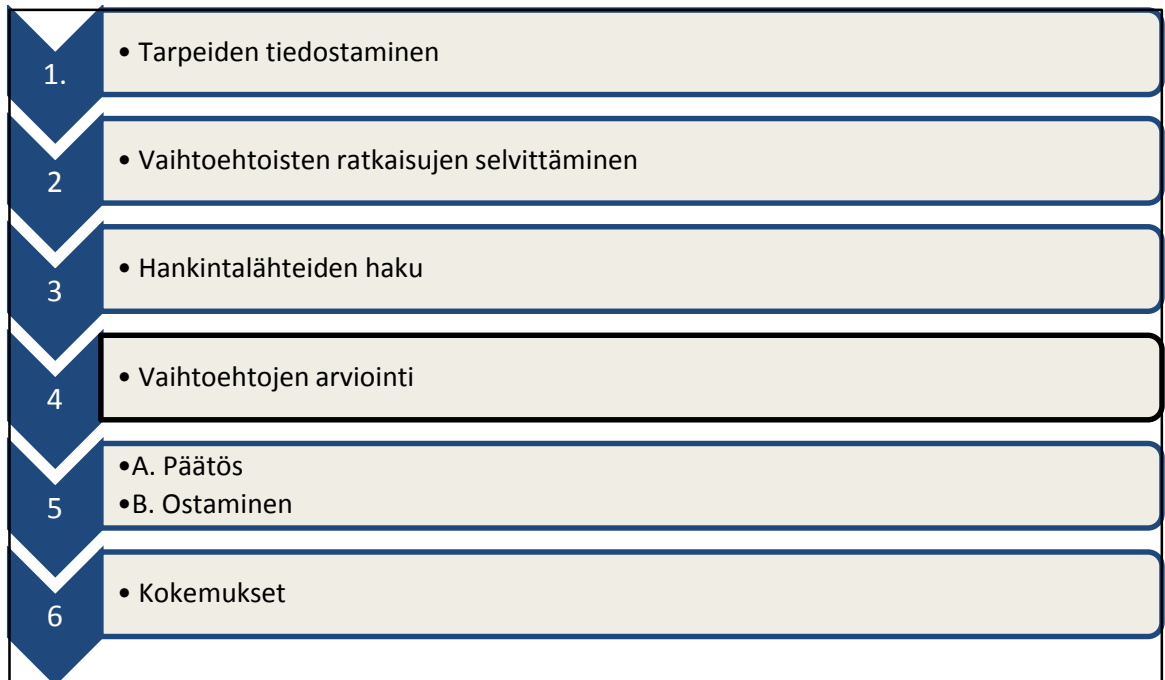 1.
• Tarpeiden tiedostaminen
2
• Vaihtoehtoisten ratkaisujen selvittäminen
3
• Hankintalähteiden haku
4
• Vaihtoehtojen arviointi
5
•A. Päätös
•B. Ostaminen
6
• Kokemukset